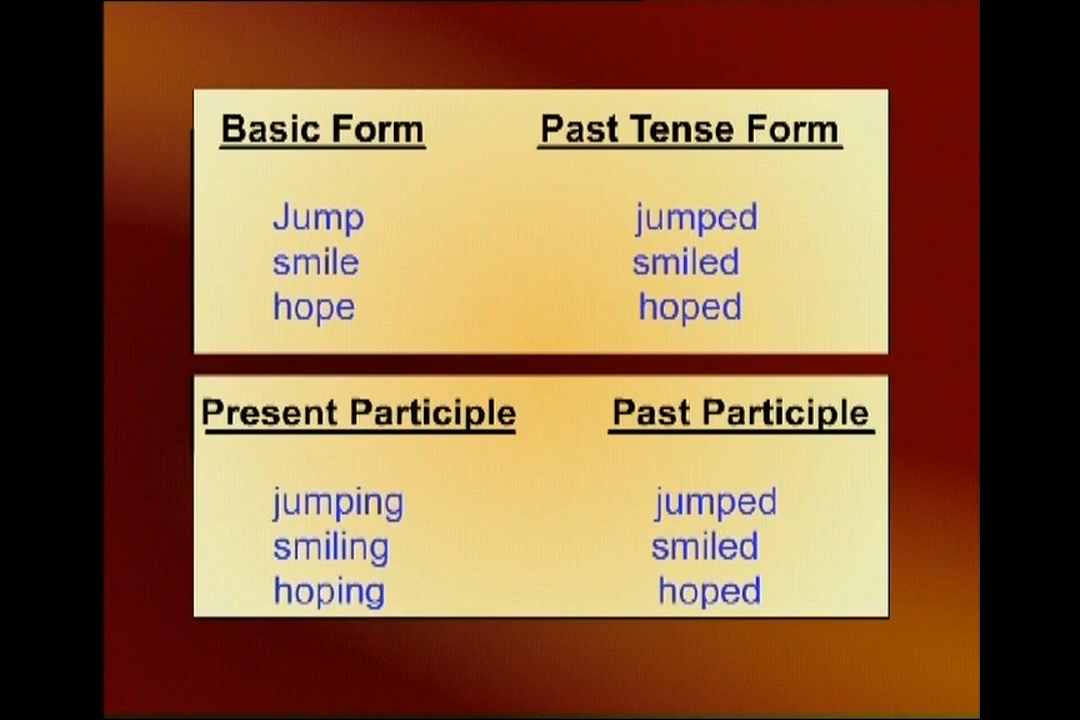 Basic Form Past Tense Form
Jump jumped
smile smiled
hope hoped
Present Participle Past Participle
jumping jumped
smiling smiled
hoping hoped